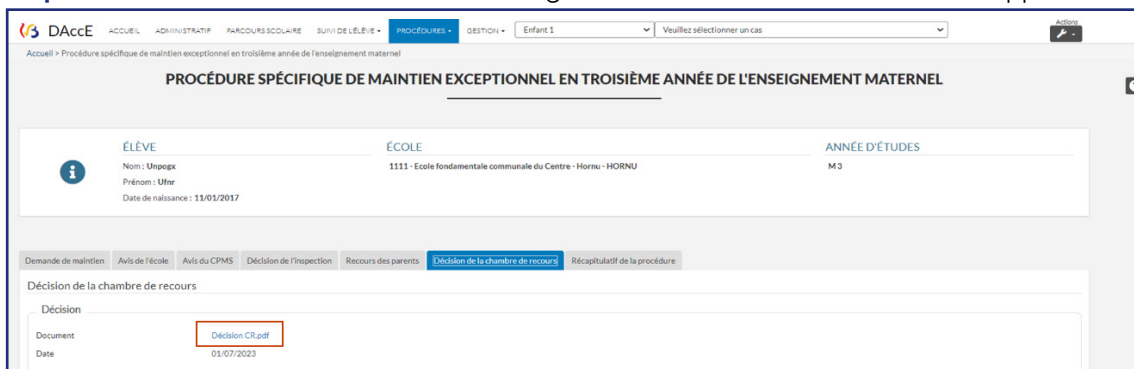 DAccE ACCUEIL ADMINISTRATIF PARCOURS SCOLAIRE SUIVI DE L'ÉLÈVE PROCÉDURES GESTION Enfant 1 Veuillez sélectionner un cas Actions
Accueil > Procédure spécifique de maintien exceptionnel en troisième année de l'enseignement maternel
PROCÉDURE SPÉCIFIQUE DE MAINTIEN EXCEPTIONNEL EN TROISIÈME ANNÉE DE L'ENSEIGNEMENT MATERNEL
ÉLÈVE ÉCOLE ANNÉE D'ÉTUDES
Nom : Unpogx 1111 - Ecole fondamentale communale du Centre - Hornu - HORNU M 3
Prénom : Ufnr
Date de naissance : 11/01/2017
Demande de maintien Avis de l'école Avis du CPMS Décision de l'inspection Recours des parents Décision de la chambre de recours Récapitulatif de la procédure
Décision de la chambre de recours
Décision
Document Décision CR.pdf
Date 01/07/2023